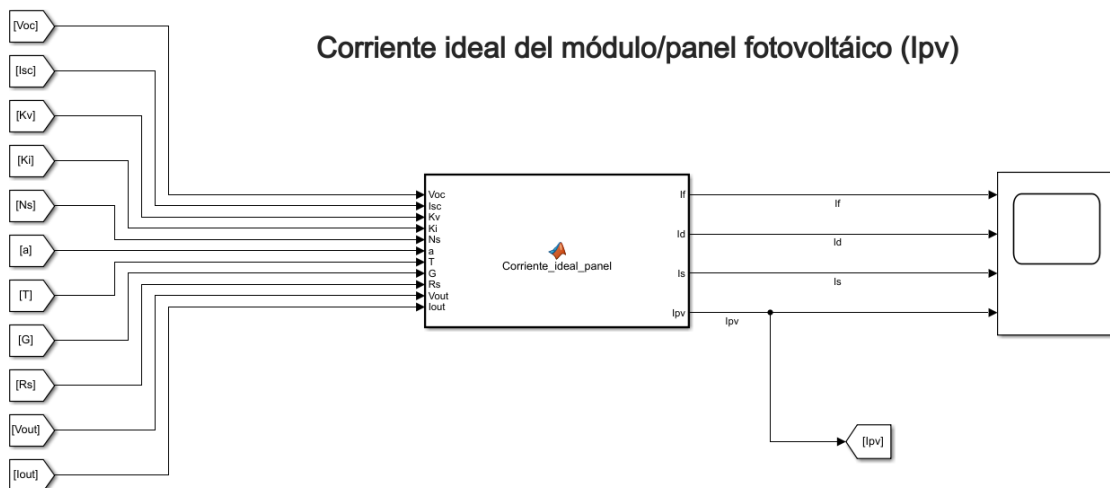 Corriente ideal del módulo/panel fotovoltáico (Ipv)
[Voc]
[Isc]
[Kv]
[Ki]
[Ns]
[a]
[T]
[G]
[Rs]
[Vout]
[Iout]
Voc
Isc
Kv
Ki
Ns
a
T
G
Rs
Vout
Iout
Corriente_ideal_panel
If
Id
Is
Ipv
If
Id
Is
Ipv
[Ipv]